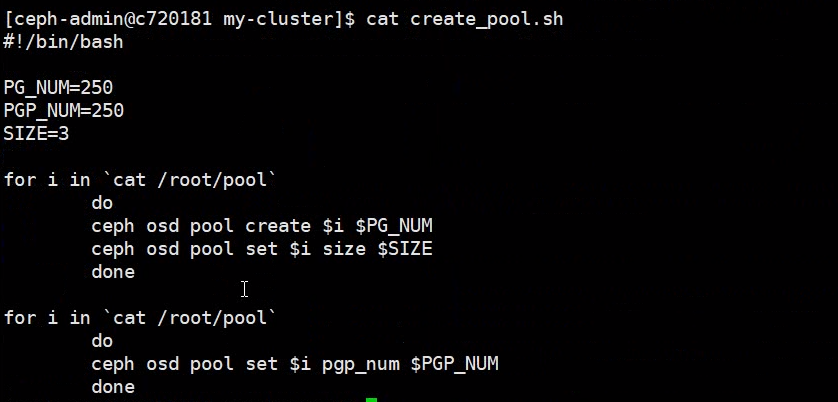 [ceph-admin@c720181 my-cluster]$ cat create_pool.sh
#!/bin/bash
PG_NUM=250
PGP_NUM=250
SIZE=3
for i in `cat /root/pool`
do
ceph osd pool create $i $PG_NUM
ceph osd pool set $i size $SIZE
done
for i in `cat /root/pool`
do
ceph osd pool set $i pgp_num $PGP_NUM
done